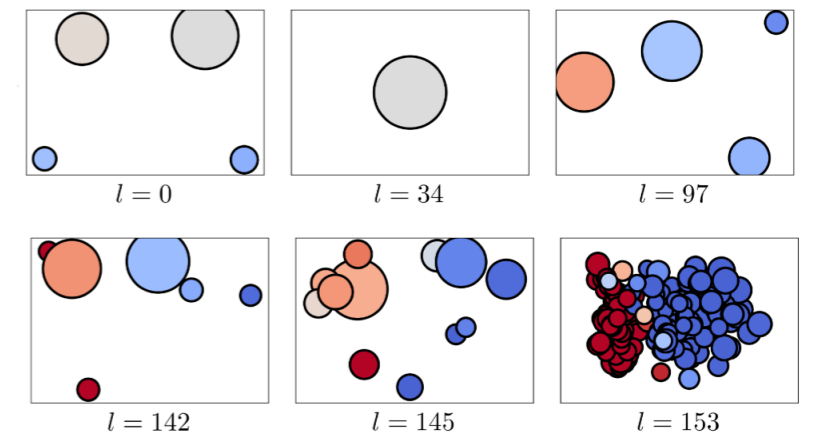 l = 0
l = 34
l = 97
l = 142
l = 145
l = 153